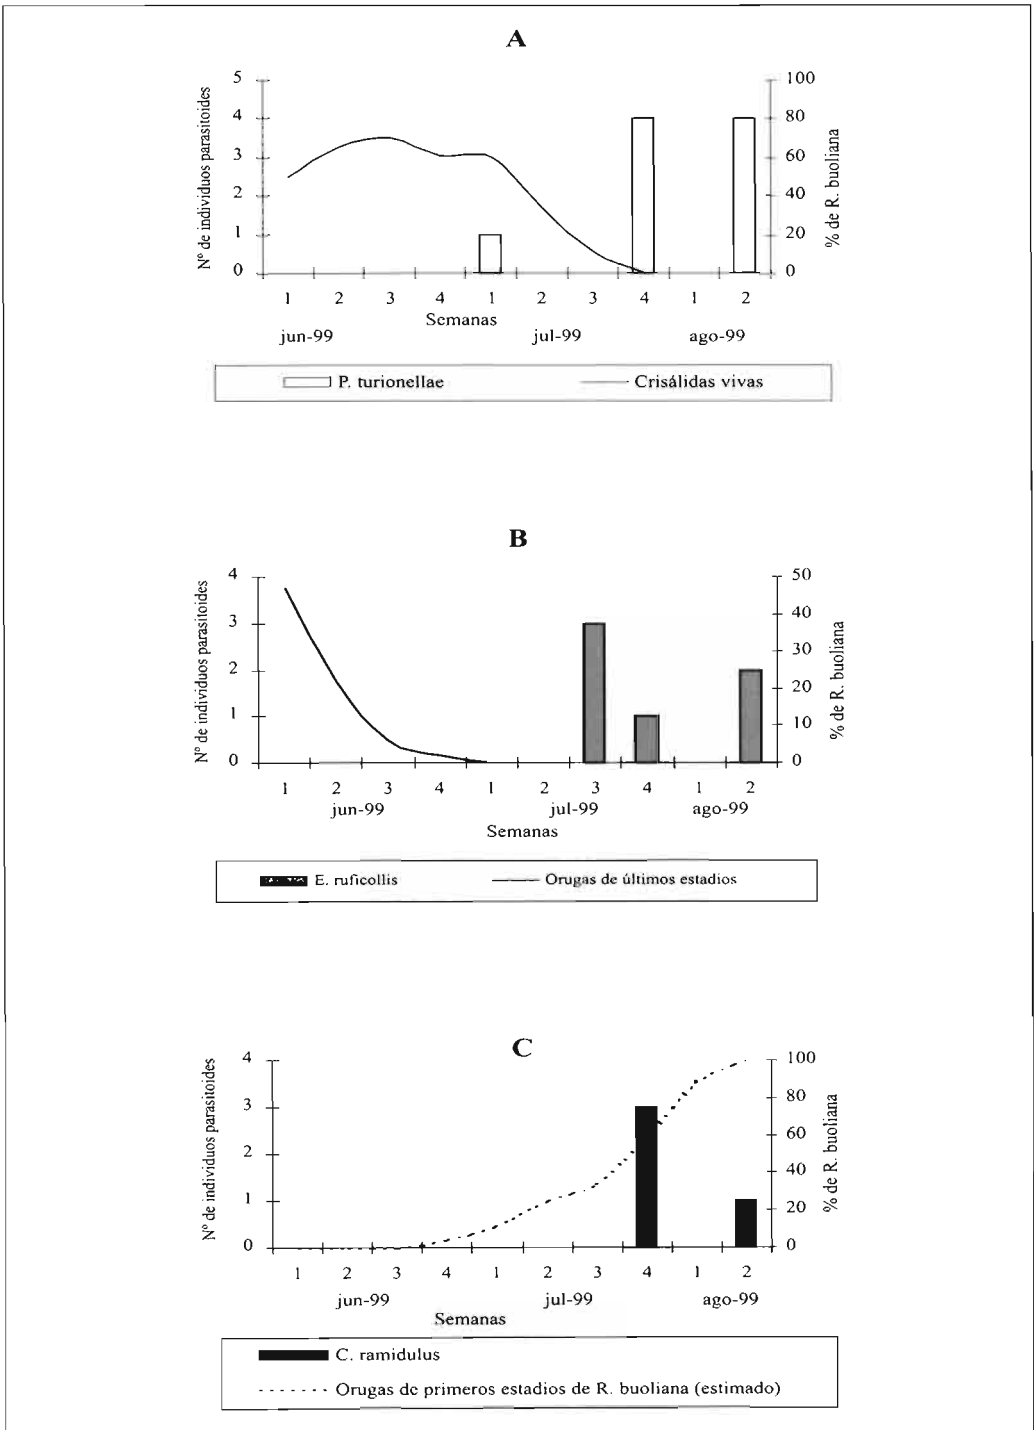 A
Nº de individuos parasitoides
5
4
3
2
1
0
100
80
60
40
20
0
% de R. buoliana
1 2 3 4 1 2 3 4 1 2
Semanas
jun-99 jul-99 ago-99
P. turionellae Crisálidas vivas
B
Nº de individuos parasitoides
4
3
2
1
0
50
40
30
20
10
0
% de R. buoliana
1 2 3 4 1 2 3 4 1 2
jun-99 jul-99 ago-99
Semanas
E. ruficollis Orugas de últimos estadios
C
Nº de individuos parasitoides
4
3
2
1
0
100
80
60
40
20
0
% de R. buoliana
1 2 3 4 1 2 3 4 1 2
jun-99 jul-99 ago-99
Semanas
C. ramidulus
Orugas de primeros estadios de R. buoliana (estimado)